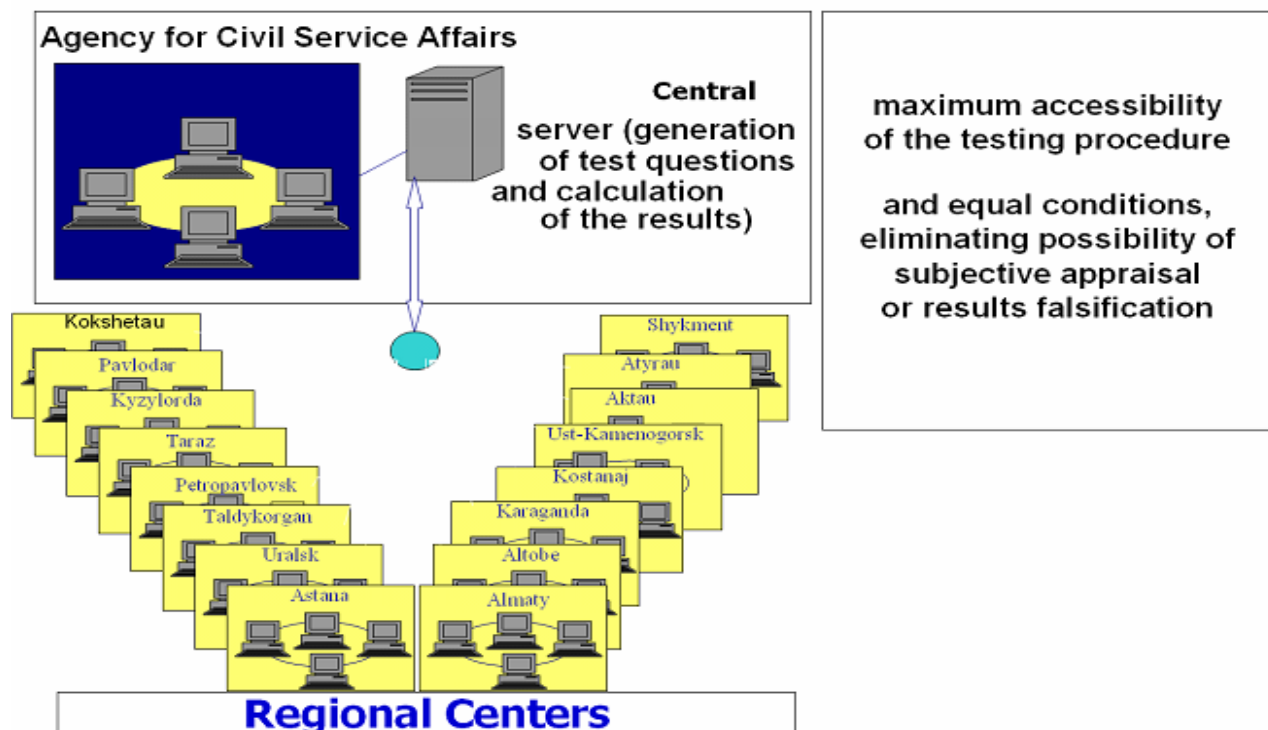 Agency for Civil Service Affairs
Central
server (generation
of test questions
and calculation
of the results)
maximum accessibility
of the testing procedure
and equal conditions,
eliminating possibility of
subjective appraisal
or results falsification
Kokshetau
Pavlodar
Kyzylorda
Taraz
Petropavlovsk
Taldykorgan
Uralsk
Astana
Shykment
Atyrau
Aktau
Ust-Kamenogorsk
Kostanaj
Karaganda
Altobe
Almaty
Regional Centers